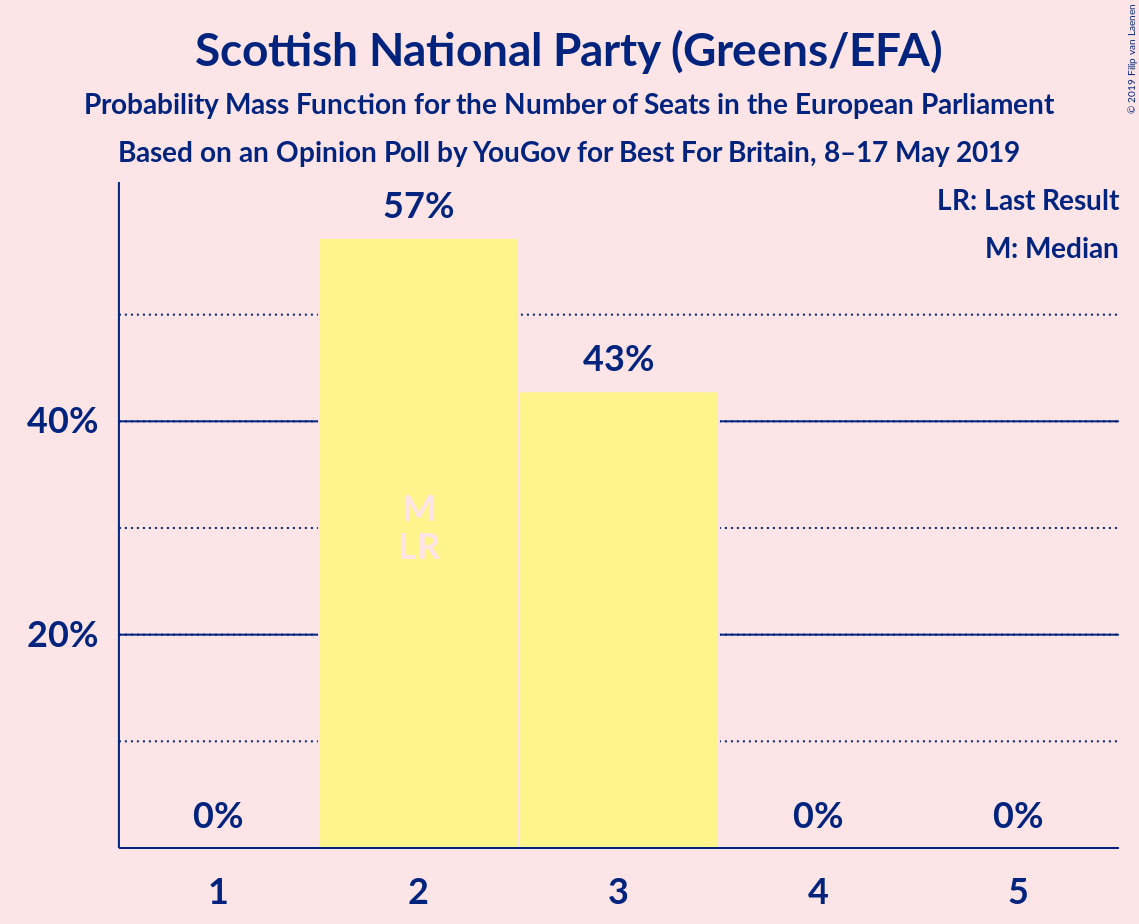 Scottish National Party (Greens/EFA)
Probability Mass Function for the Number of Seats in the European Parliament
Based on an Opinion Poll by YouGov for Best For Britain, 8–17 May 2019
© 2019 Filip van Laenen
LR: Last Result
M: Median
57%
43%
40%
M
LR
20%
0%
0%
0%
1
2
3
4
5